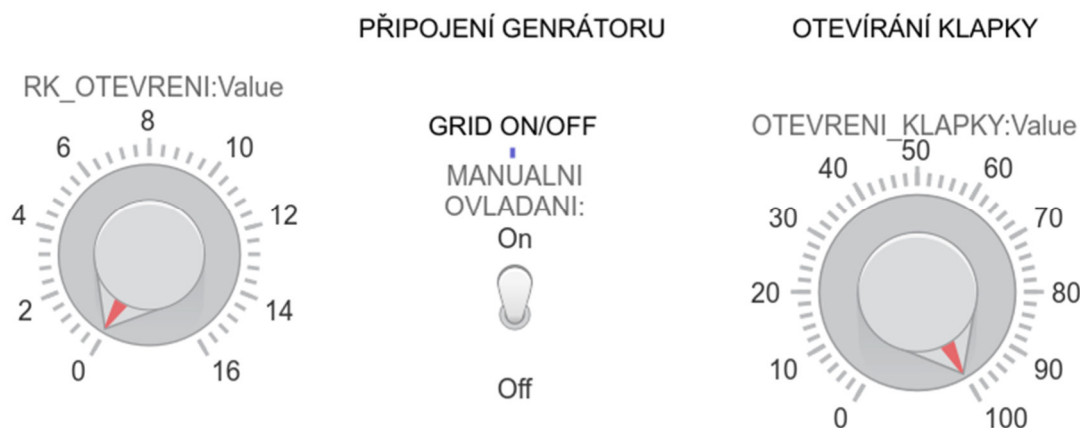 PŘIPOJENÍ GENRÁTORU
OTEVÍRÁNÍ KLAPKY
RK_OTEVRENI:Value
0
2
4
6
8
10
12
14
16
GRID ON/OFF
MANUALNI
OVLADANI:
On
Off
OTEVRENI_KLAPKY:Value
0
10
20
30
40
50
60
70
80
90
100